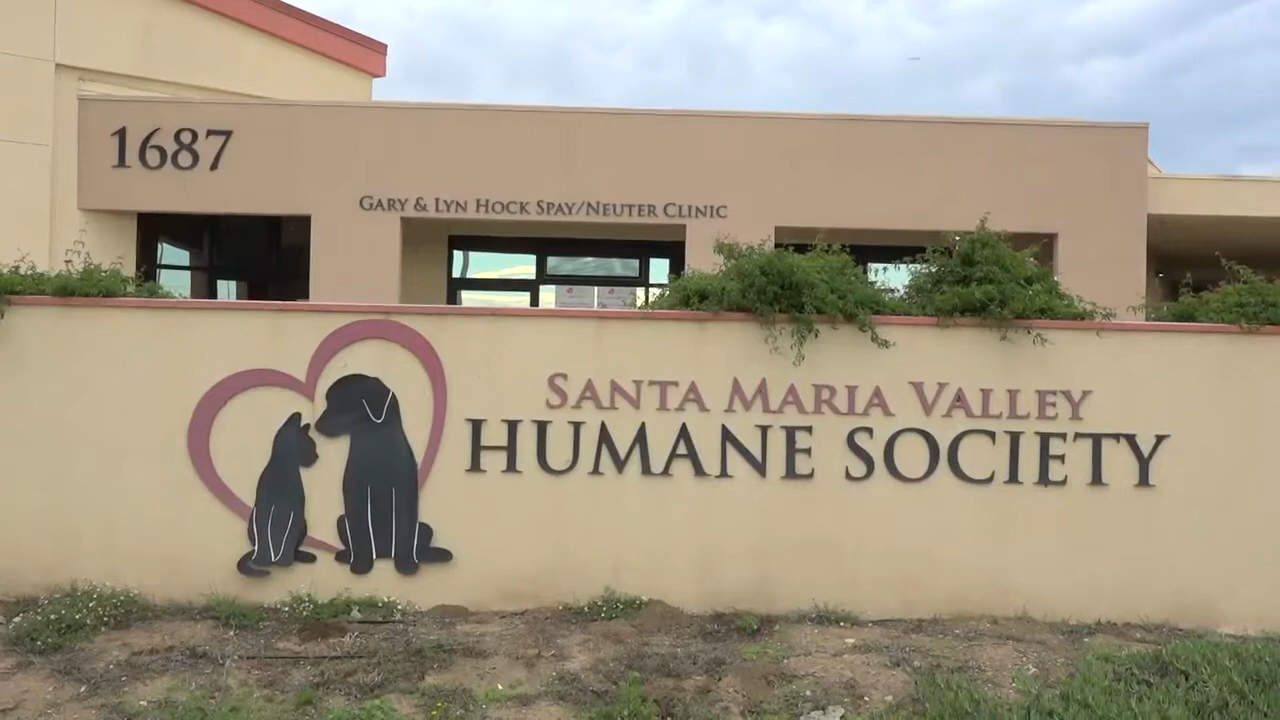 1687
GARY & LYN HOCK SPAY/NEUTER CLINIC
SANTA MARIA VALLEY
HUMANE SOCIETY